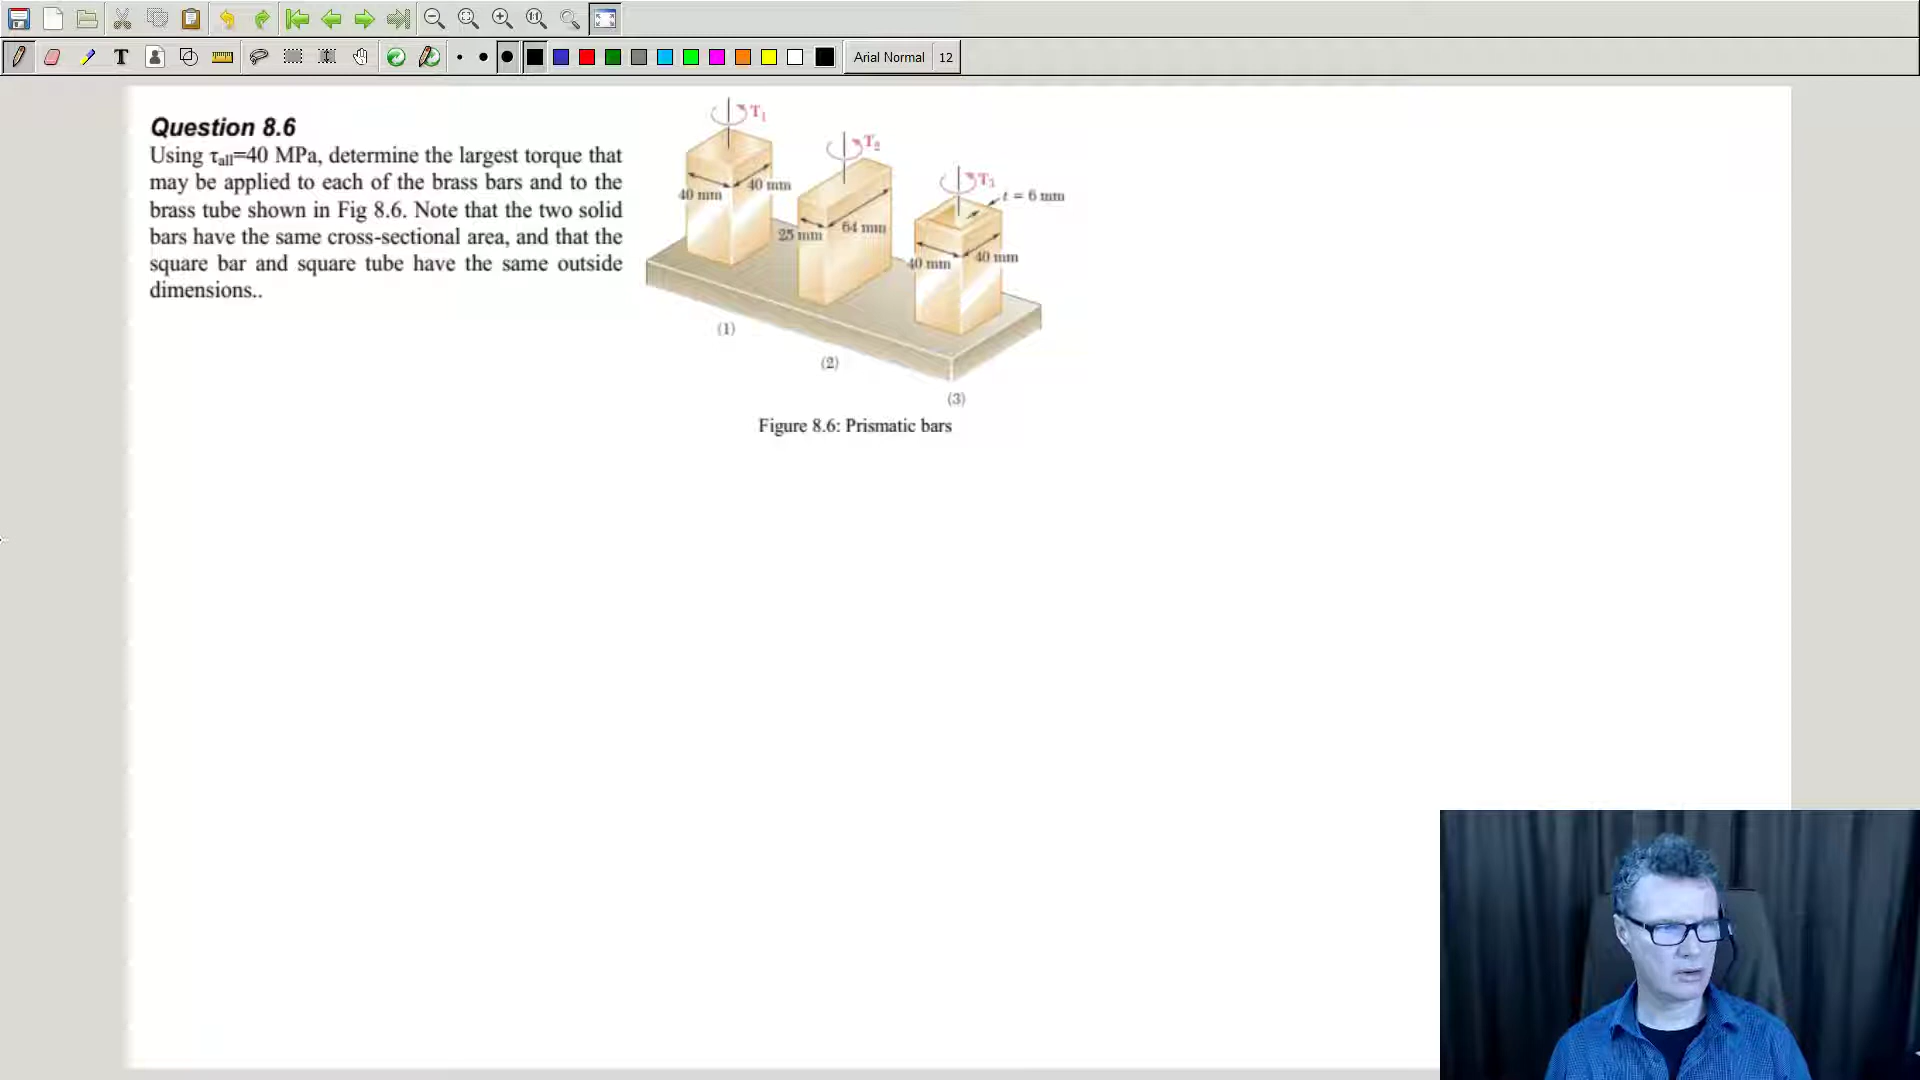 Arial Normal 12
Question 8.6
Using τall=40 MPa, determine the largest torque that
may be applied to each of the brass bars and to the
brass tube shown in Fig 8.6. Note that the two solid
bars have the same cross-sectional area, and that the
square bar and square tube have the same outside
dimensions..
T1
T2
T3
t = 6 mm
40 mm
40 mm
25 mm
64 mm
40 mm
40 mm
(1)
(2)
(3)
Figure 8.6: Prismatic bars